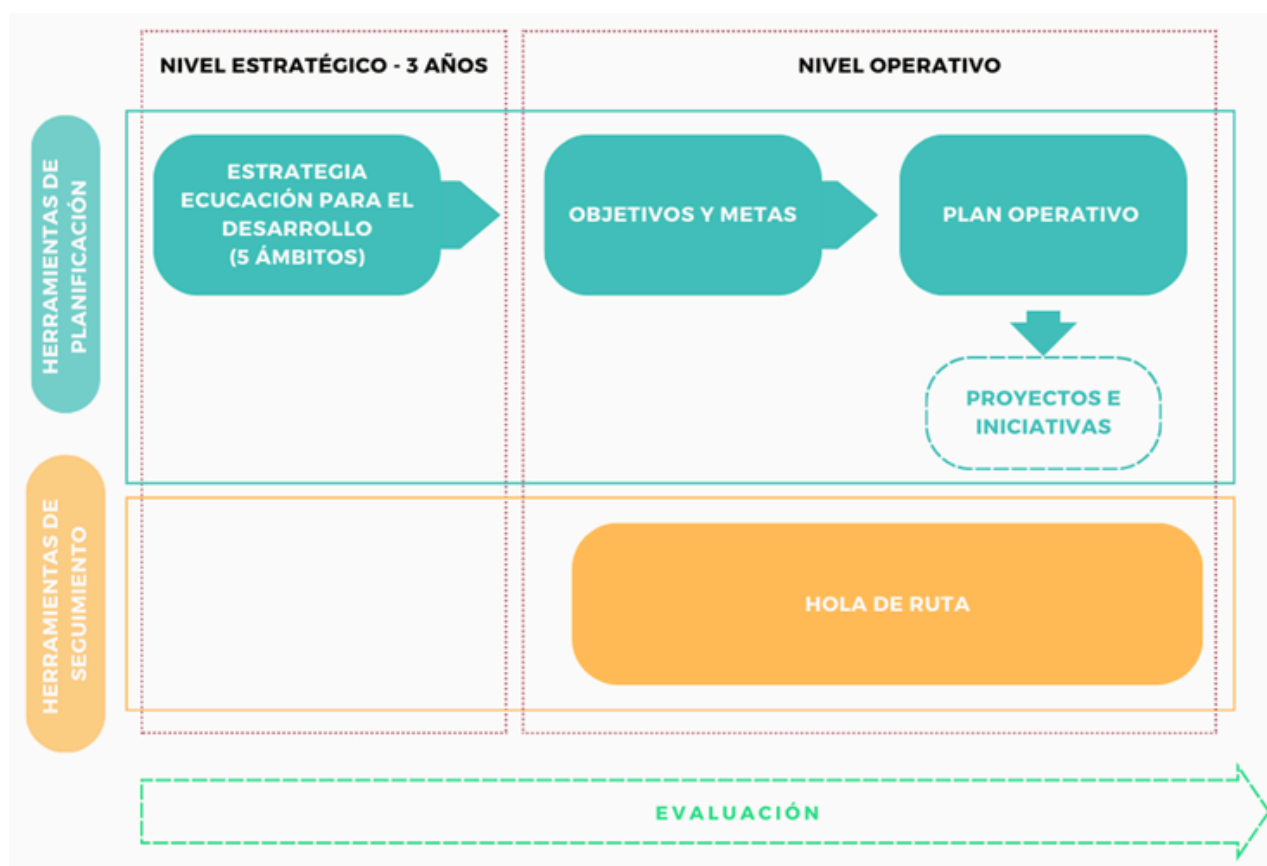 NIVEL ESTRATÉGICO - 3 AÑOS
NIVEL OPERATIVO
HERRAMIENTAS DE
PLANIFICACIÓN
ESTRATEGIA
ECUCACIÓN PARA EL
DESARROLLO
(5 ÁMBITOS)
OBJETIVOS Y METAS
PLAN OPERATIVO
PROYECTOS E
INICIATIVAS
HERRAMIENTAS DE
SEGUIMIENTO
HOLA DE RUTA
EVALUACIÓN